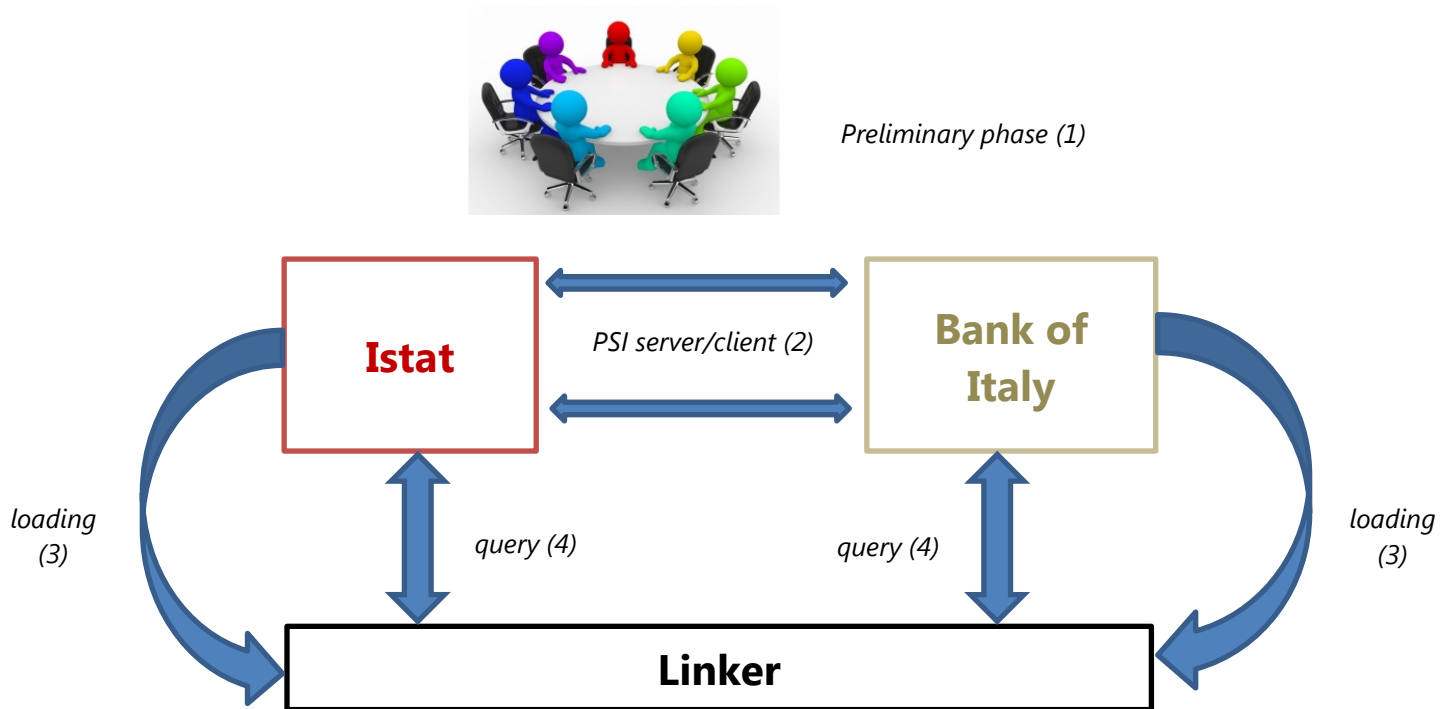 Preliminary phase (1)
Istat
PSI server/client (2)
Bank of
Italy
loading
(3)
query (4)
query (4)
loading
(3)
Linker